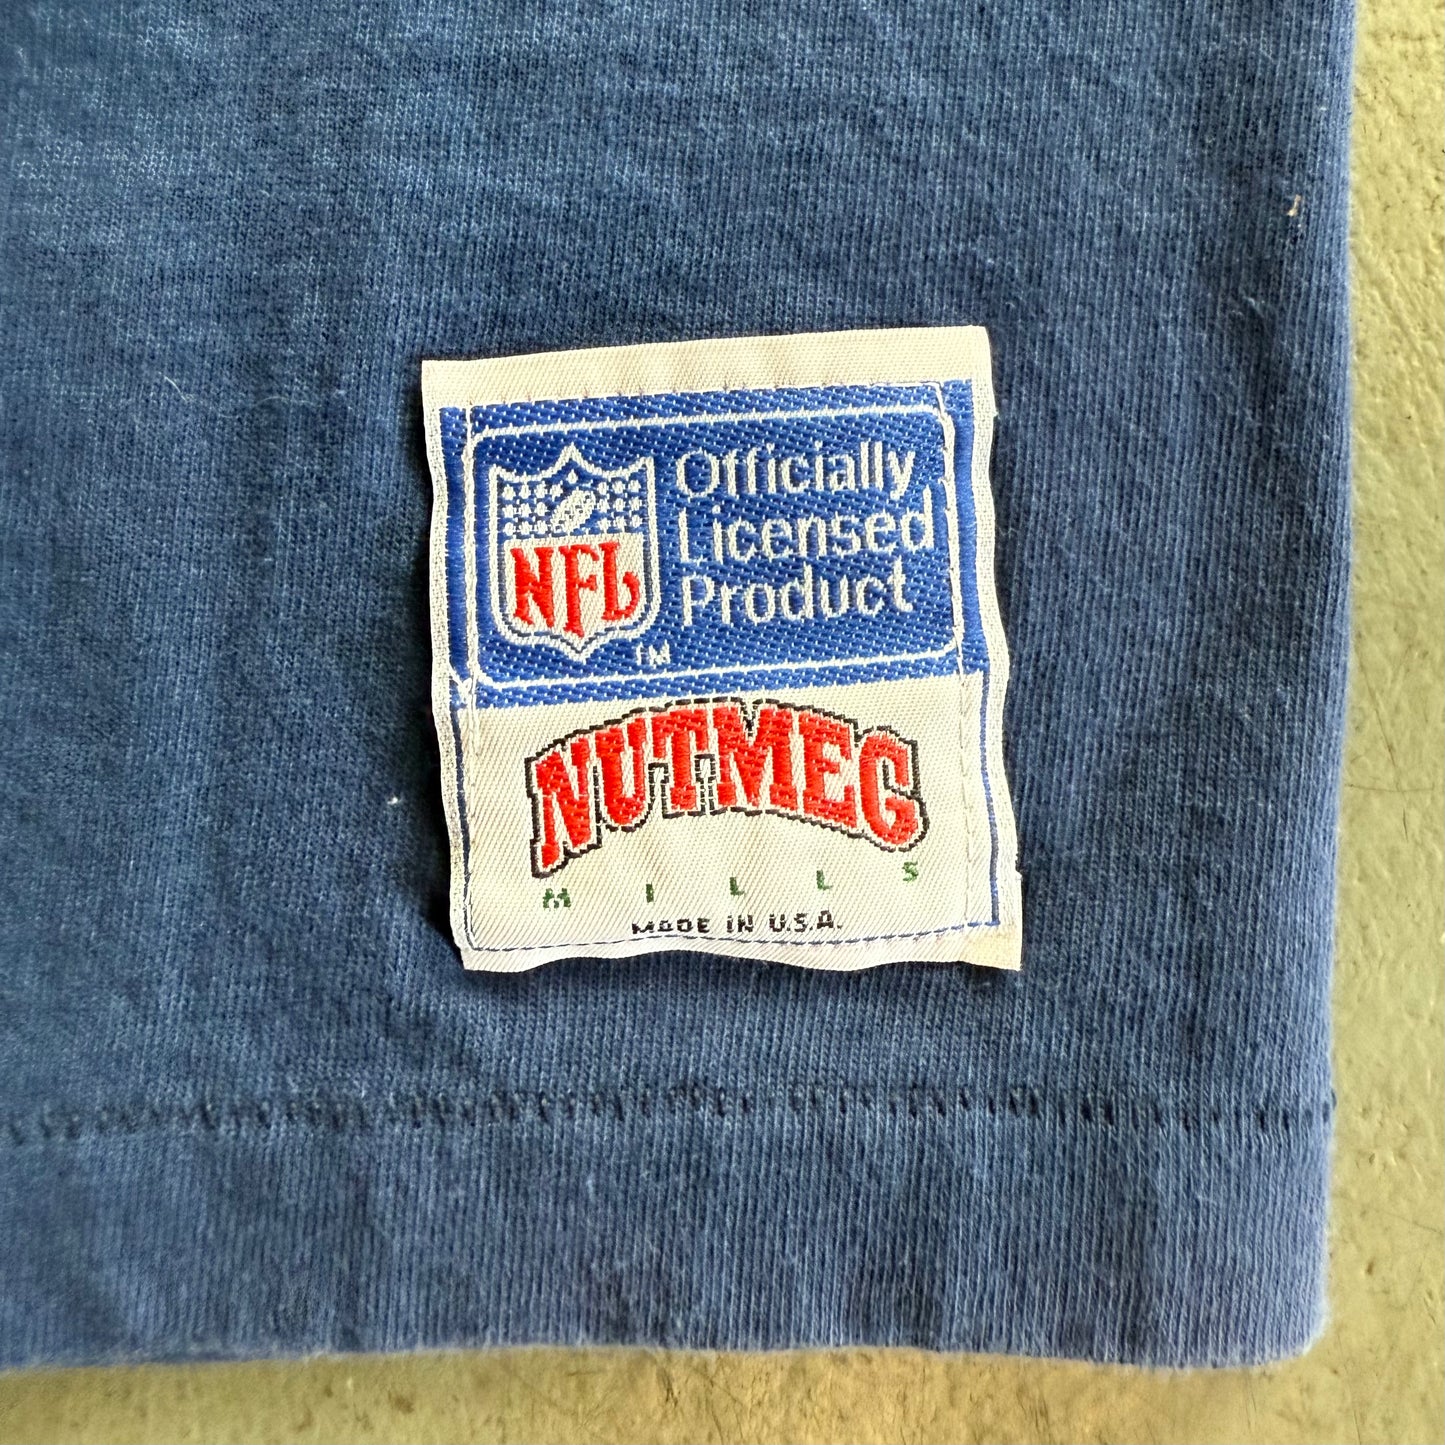 Officially
Licensed
Product
NFL
TM
NUTMEG
MILLS
MADE IN U.S.A.